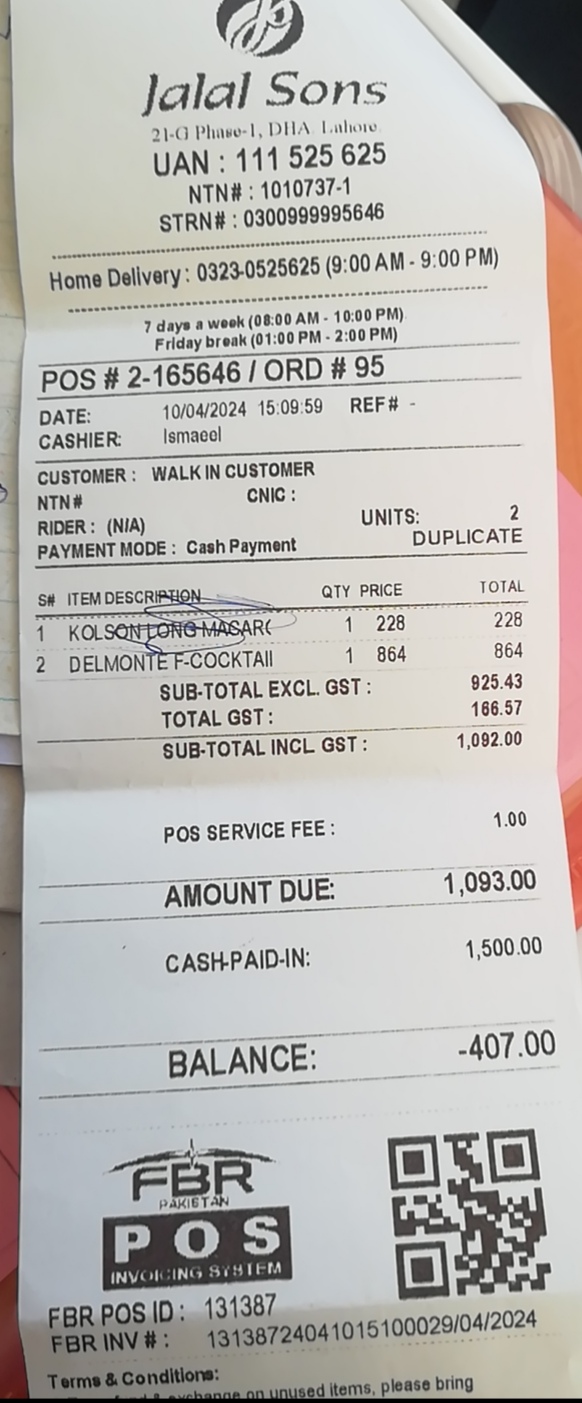 Jalal Sons
21-G Phase-1, DHA. Lahore.
UAN : 111 525 625
NTN# : 1010737-1
STRN# : 0300999995646
Home Delivery : 0323-0525625 (9:00 AM - 9:00 PM)
7 days a week (08:00 AM - 10:00 PM)
Friday break (01:00 PM - 2:00 PM)
POS # 2-165646 / ORD # 95
DATE: 10/04/2024 15:09:59 REF# -
CASHIER: Ismaeel
CUSTOMER : WALK IN CUSTOMER
NTN# CNIC :
RIDER : (N/A) UNITS: 2
PAYMENT MODE : Cash Payment DUPLICATE
S# ITEM DESCRIPTION QTY PRICE TOTAL
1 KOLSON LONG MACAR( 1 228 228
2 DELMONTE F-COCKTAIl 1 864 864
SUB-TOTAL EXCL. GST : 925.43
TOTAL GST : 166.57
SUB-TOTAL INCL GST : 1,092.00
POS SERVICE FEE : 1.00
AMOUNT DUE: 1,093.00
CASH-PAID-IN: 1,500.00
BALANCE: -407.00
FBR
PAKISTAN
POS
INVOICING SYSTEM
FBR POS ID : 131387
FBR INV # : 13138724041015100029/04/2024
Terms & Conditions:
& exchange on unused items, please bring